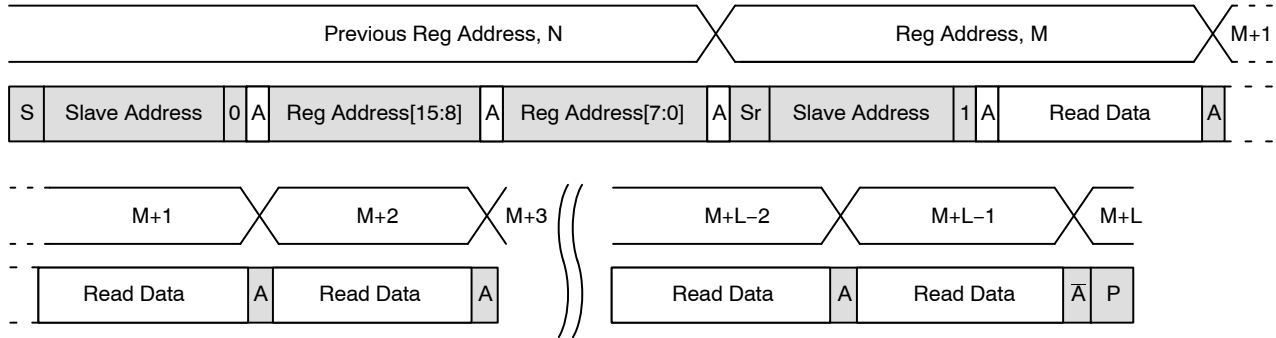 Previous Reg Address, N Reg Address, M M+1
S Slave Address 0 A Reg Address[15:8] A Reg Address[7:0] A Sr Slave Address 1 A Read Data A
M+1 M+2 M+3 M+L−2 M+L−1 M+L
Read Data A Read Data A Read Data A Read Data A̅ P